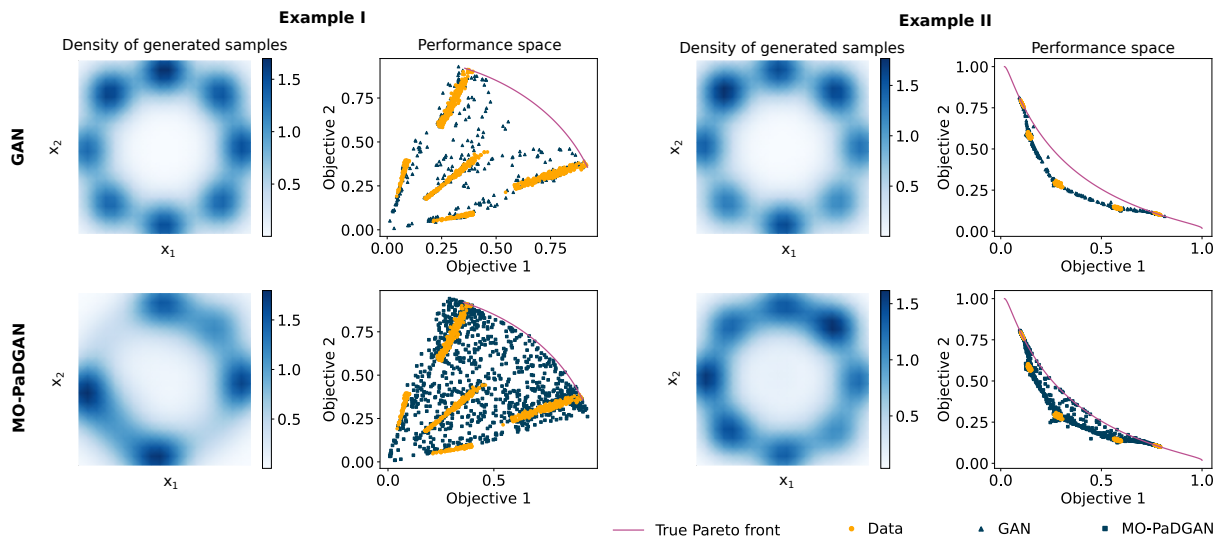 Example I
Example II
Density of generated samples
Performance space
Density of generated samples
Performance space
GAN
x2
1.5
1.0
0.5
x1
Objective 2
0.75
0.50
0.25
0.00
0.00
0.25
0.50
0.75
Objective 1
x2
1.5
1.0
0.5
x1
Objective 2
1.00
0.75
0.50
0.25
0.00
0.0
0.5
1.0
Objective 1
MO-PaDGAN
x2
1.5
1.0
0.5
x1
Objective 2
0.75
0.50
0.25
0.00
0.0
0.5
Objective 1
x2
1.5
1.0
0.5
x1
Objective 2
1.00
0.75
0.50
0.25
0.00
0.0
0.5
1.0
Objective 1
True Pareto front
Data
GAN
MO-PaDGAN